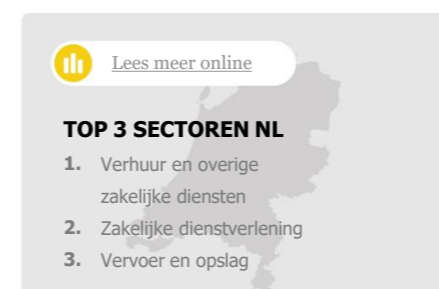 Lees meer online
TOP 3 SECTOREN NL
1. Verhuur en overige
zakelijke diensten
2. Zakelijke dienstverlening
3. Vervoer en opslag